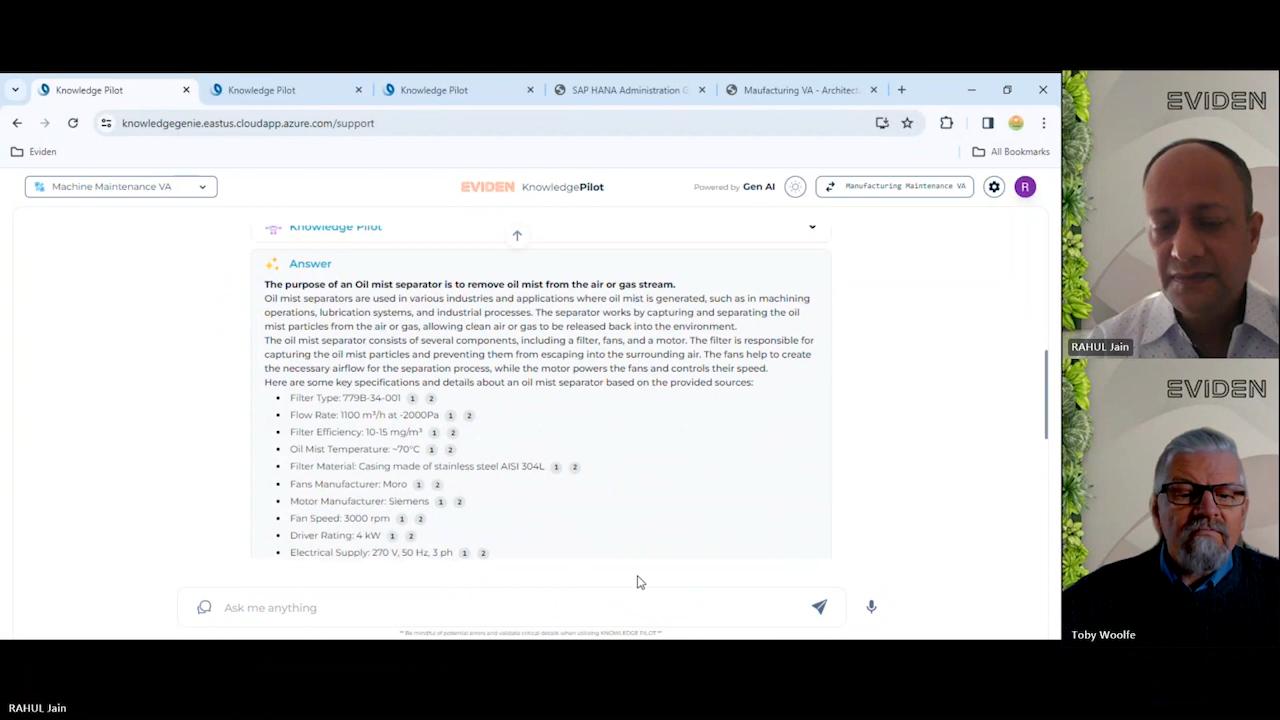 Knowledge Pilot
Knowledge Pilot
Knowledge Pilot
SAP HANA Administration G
Maufacturing VA - Architect
knowledgegenie.eastus.cloudapp.azure.com/support
Eviden
All Bookmarks
Machine Maintenance VA
EVIDEN KnowledgePilot
Powered by Gen AI
Manufacturing Maintenance VA
R
Knowledge Pilot
Answer
The purpose of an Oil mist separator is to remove oil mist from the air or gas stream.
Oil mist separators are used in various industries and applications where oil mist is generated, such as in machining
operations, lubrication systems, and industrial processes. The separator works by capturing and separating the oil
mist particles from the air or gas, allowing clean air or gas to be released back into the environment.
The oil mist separator consists of several components, including a filter, fans, and a motor. The filter is responsible for
capturing the oil mist particles and preventing them from escaping into the surrounding air. The fans help to create
the necessary airflow for the separation process, while the motor powers the fans and controls their speed.
Here are some key specifications and details about an oil mist separator based on the provided sources:
• Filter Type: 779B-34-001 1 2
• Flow Rate: 1100 m³/h at -2000Pa 1 2
• Filter Efficiency: 10-15 mg/m³ 1 2
• Oil Mist Temperature: ~70°C 1 2
• Filter Material: Casing made of stainless steel AISI 304L 1 2
• Fans Manufacturer: Moro 1 2
• Motor Manufacturer: Siemens 1 2
• Fan Speed: 3000 rpm 1 2
• Driver Rating: 4 kW 1 2
• Electrical Supply: 270 V, 50 Hz, 3 ph 1 2
Ask me anything
** Be mindful of potential errors and validate critical details when utilising KNOWLEDGE PILOT**
EVIDEN
RAHUL Jain
EVIDEN
Toby Woolfe
RAHUL Jain